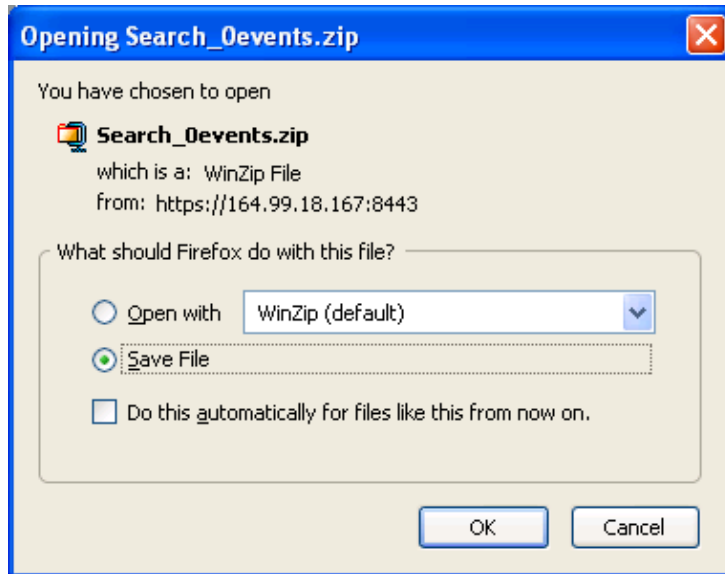 Opening Search_0events.zip
You have chosen to open
Search_0events.zip
which is a: WinZip File
from: https://164.99.18.167:8443
What should Firefox do with this file?
Open with WinZip (default)
Save File
Do this automatically for files like this from now on.
OK Cancel